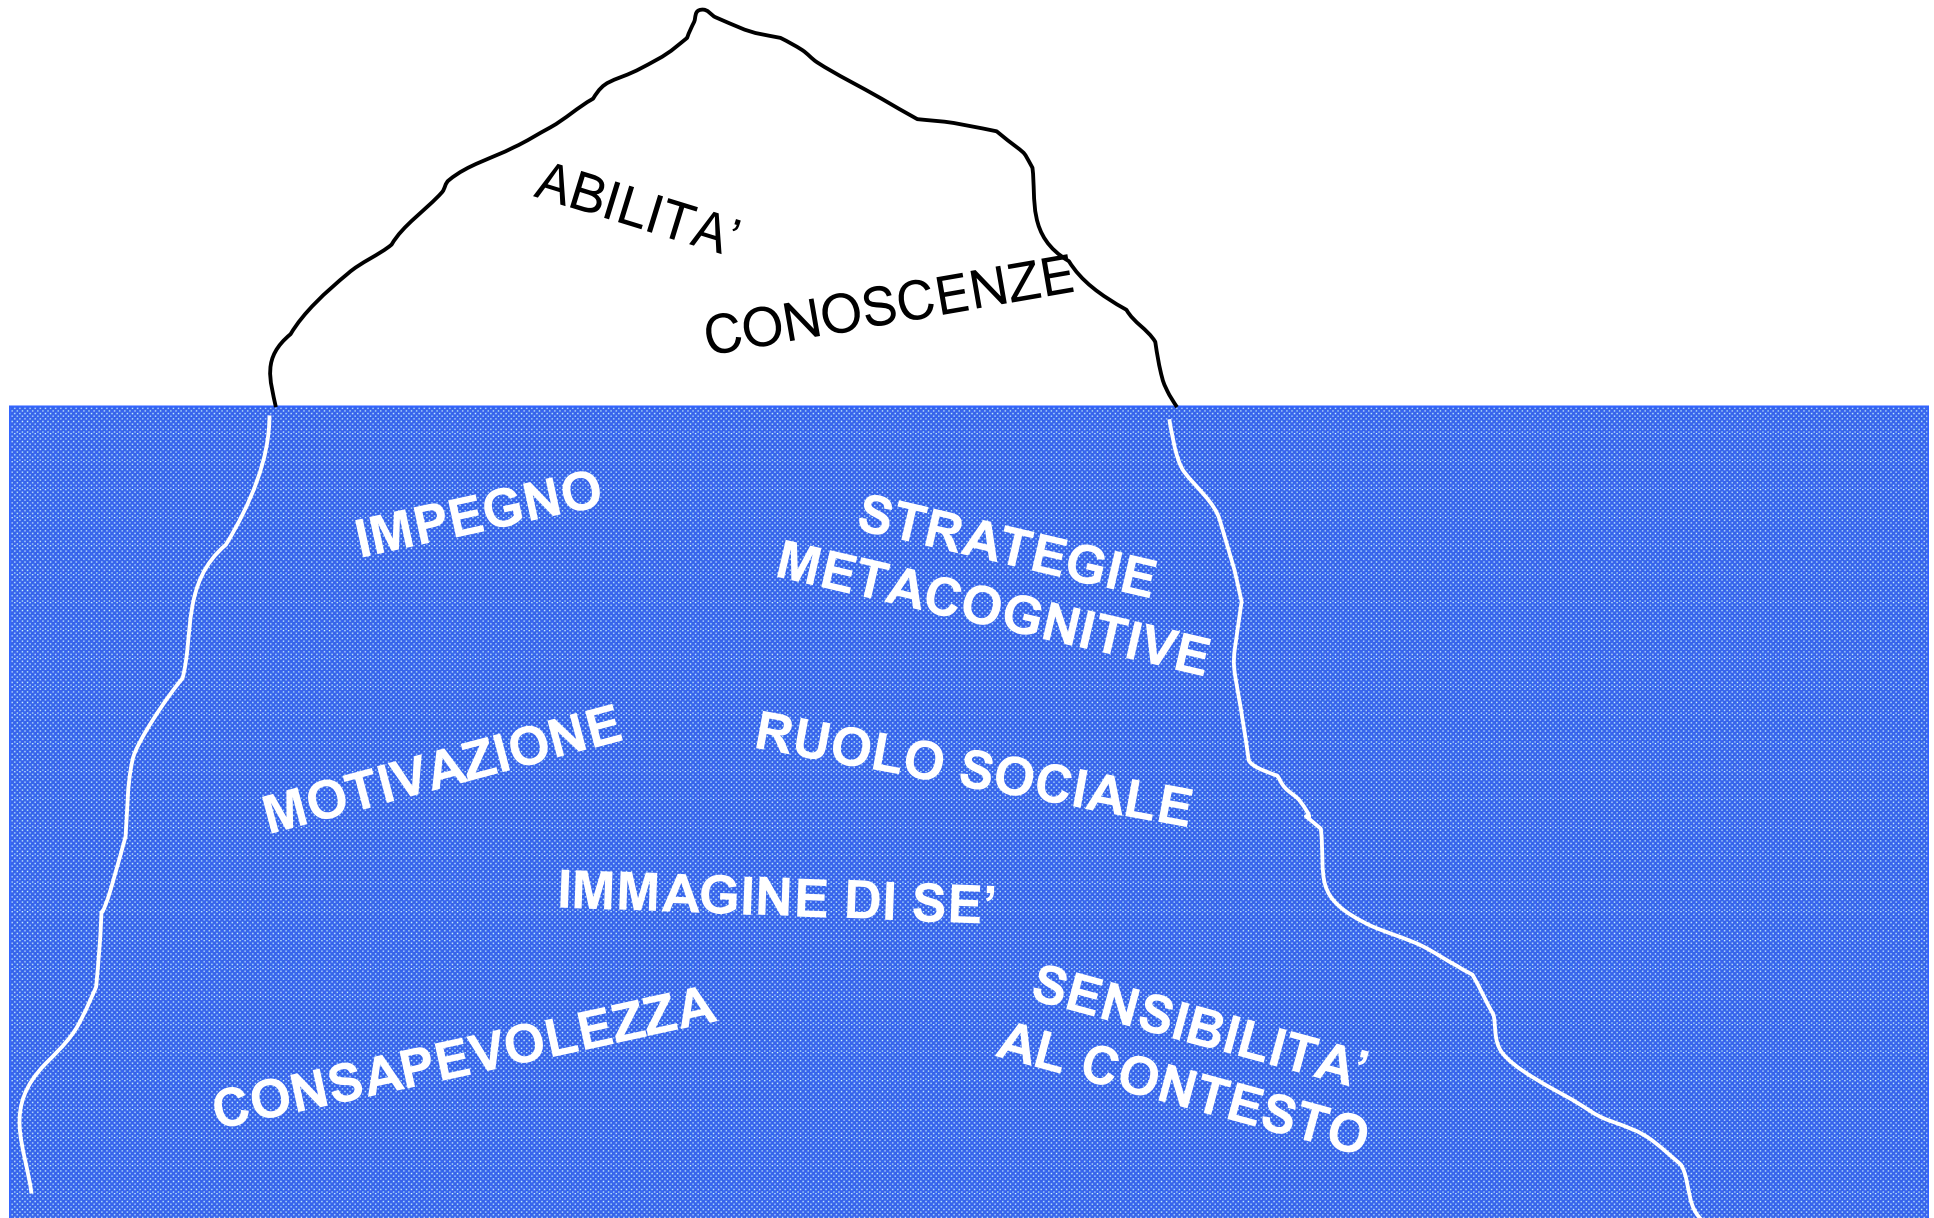 ABILITA’
CONOSCENZE
IMPEGNO
STRATEGIE
METACOGNITIVE
MOTIVAZIONE
RUOLO SOCIALE
IMMAGINE DI SE’
CONSAPEVOLEZZA
SENSIBILITA’
AL CONTESTO